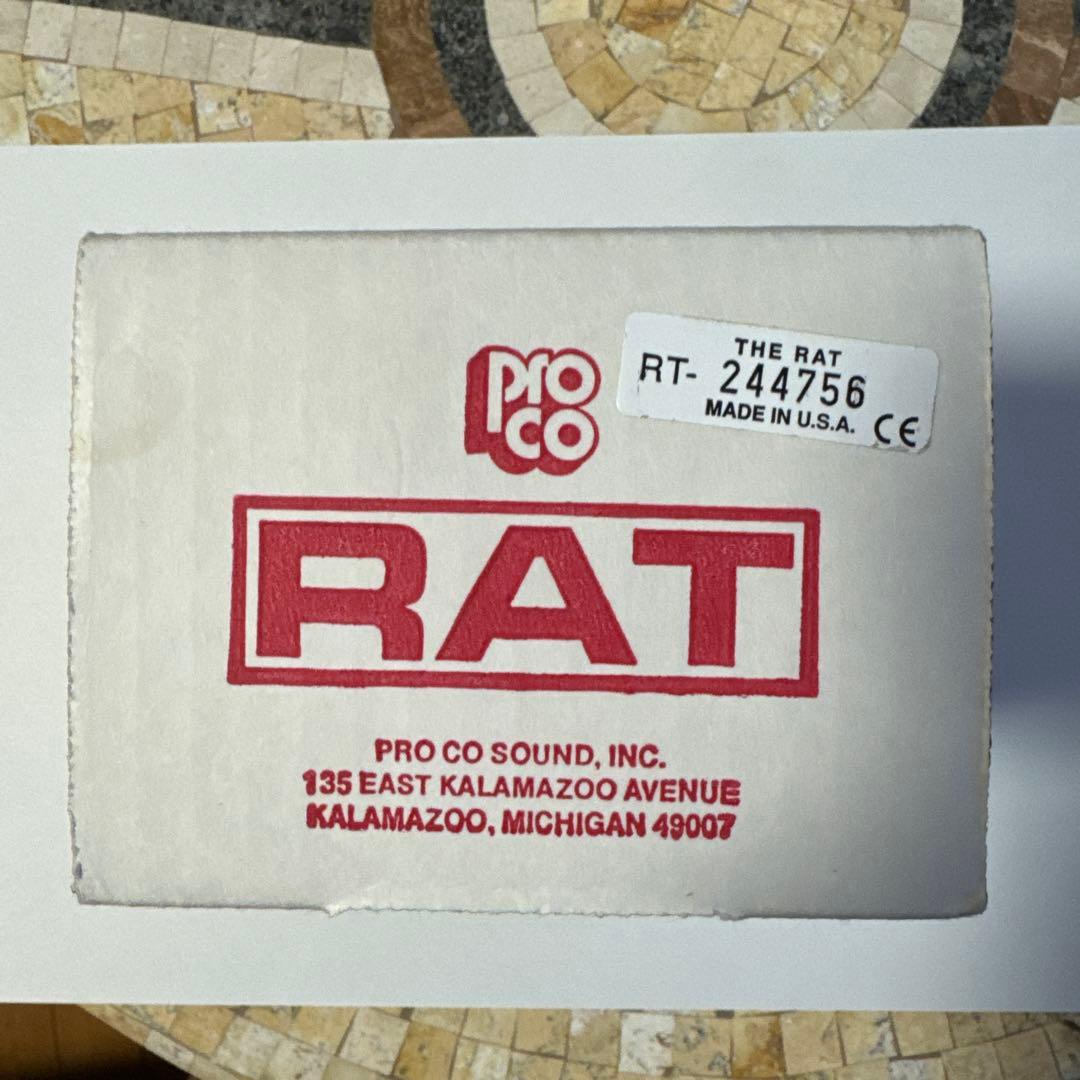 pro
co
THE RAT
RT- 244756
MADE IN U.S.A. CE
RAT
PRO CO SOUND, INC.
135 EAST KALAMAZOO AVENUE
KALAMAZOO, MICHIGAN 49007